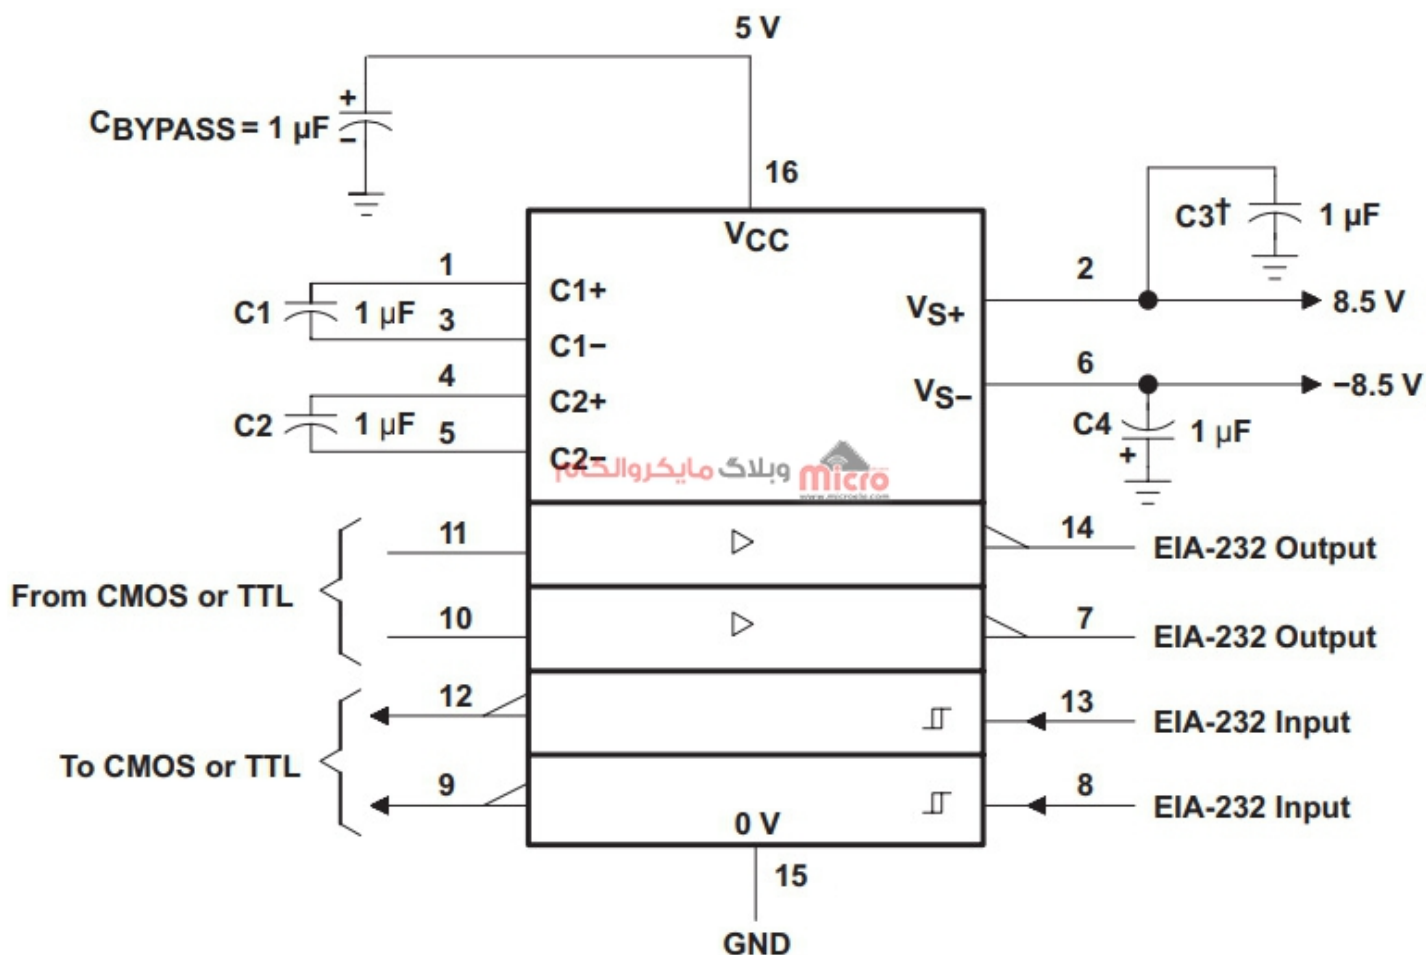 5 V
CBYPASS = 1 µF
+
−
16
VCC
C3† 1 µF
1
C1+
C1 1 µF
3
C1−
2
VS+
8.5 V
4
C2+
C2 1 µF
5
C2−
6
VS−
−8.5 V
C4 1 µF
+
وبلاگ مایکروالکام
Micro
www.microele.com
11
14
EIA-232 Output
From CMOS or TTL
10
7
EIA-232 Output
12
13
EIA-232 Input
To CMOS or TTL
9
8
EIA-232 Input
0 V
15
GND